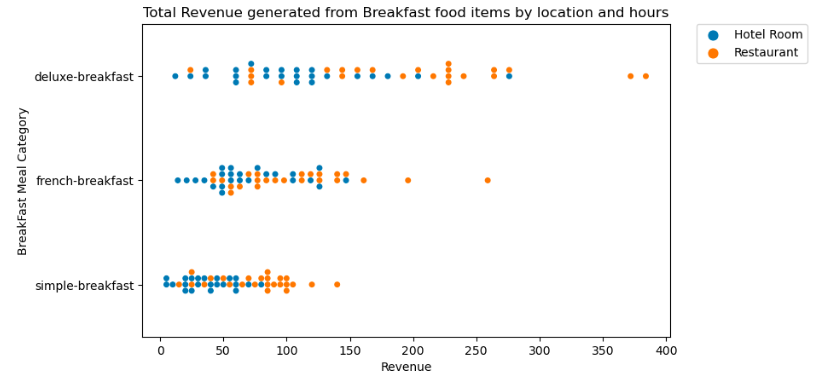 Total Revenue generated from Breakfast food items by location and hours
Hotel Room
Restaurant
BreakFast Meal Category
deluxe-breakfast
french-breakfast
simple-breakfast
0 50 100 150 200 250 300 350 400
Revenue